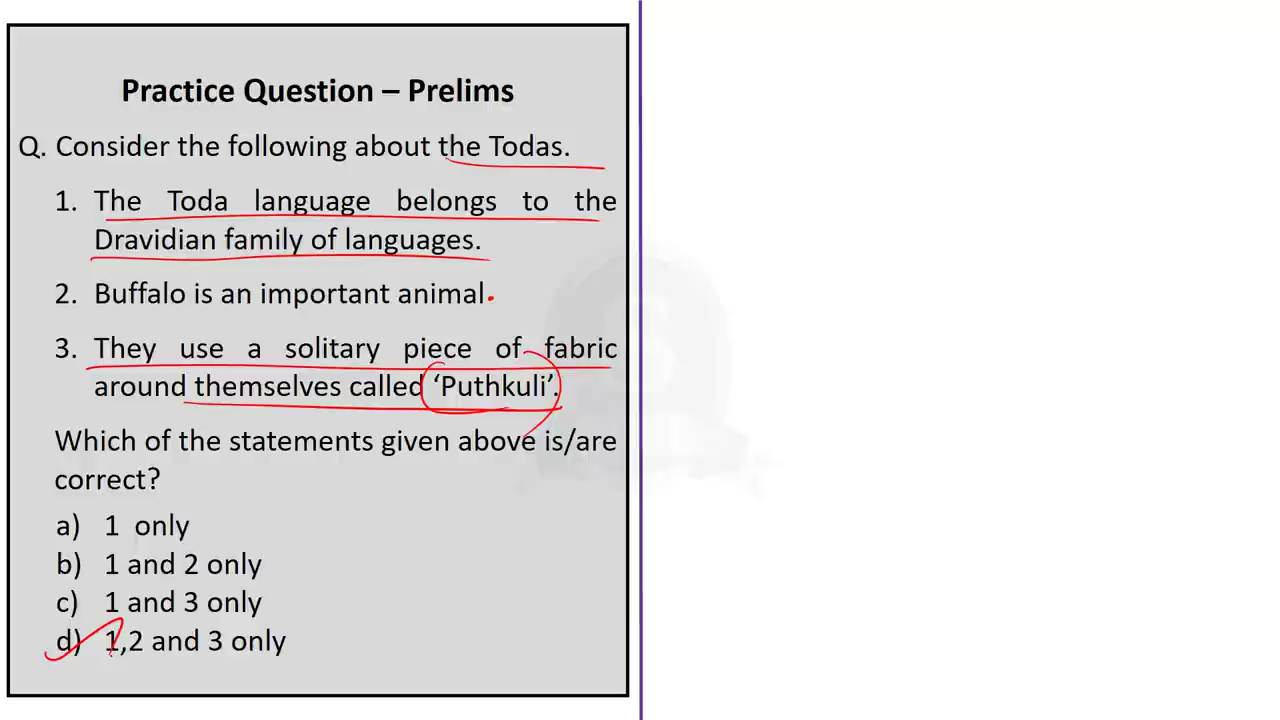 Practice Question – Prelims
Q. Consider the following about the Todas.
1. The Toda language belongs to the
Dravidian family of languages.
2. Buffalo is an important animal.
3. They use a solitary piece of fabric
around themselves called ‘Puthkuli’.
Which of the statements given above is/are
correct?
a) 1 only
b) 1 and 2 only
c) 1 and 3 only
d) 1,2 and 3 only